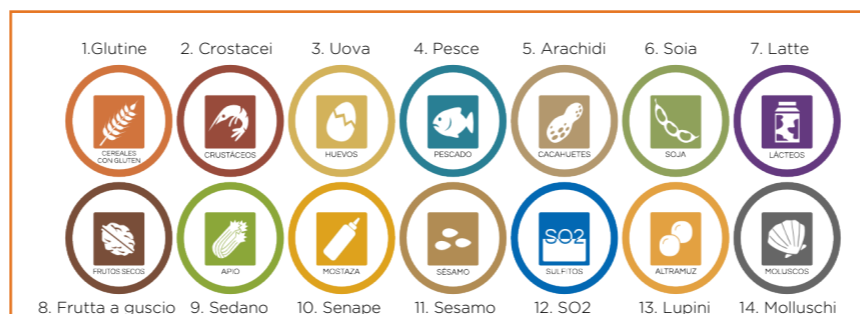 1.Glutine 2. Crostacei 3. Uova 4. Pesce 5. Arachidi 6. Soia 7. Latte
CEREALES
CON GLUTEN
CRUSTÁCEOS
HUEVOS
PESCADO
CACAHUETES
SOJA
LÁCTEOS
FRUTOS SECOS
APIO
MOSTAZA
SÉSAMO
SO2
SULFITOS
ALTRAMUZ
MOLUSCOS
8. Frutta a guscio 9. Sedano 10. Senape 11. Sesamo 12. SO2 13. Lupini 14. Molluschi